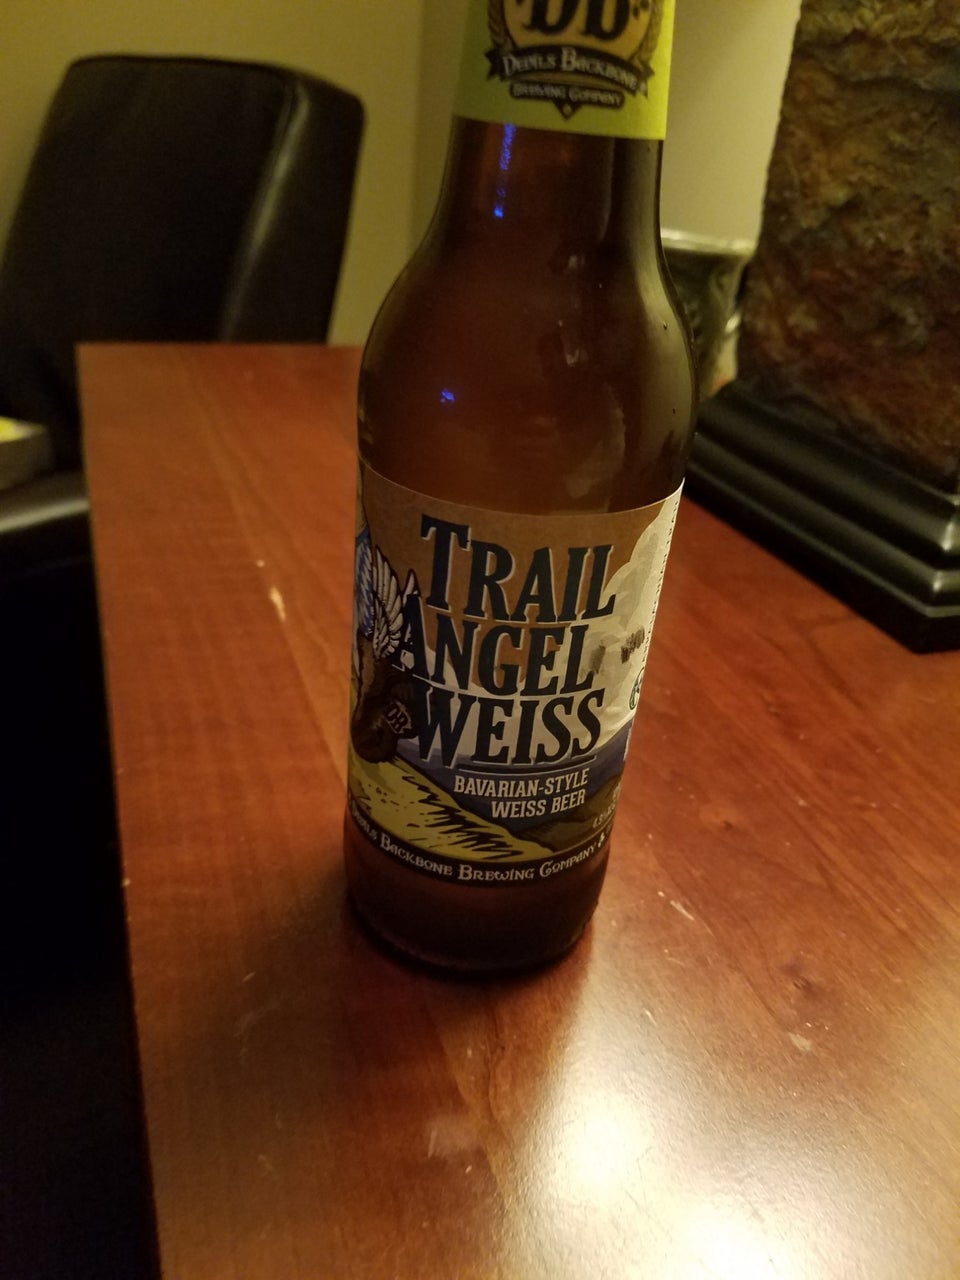 Db
DEVILS BACKBONE
BREWING COMPANY
TRAIL
ANGEL
WEISS
BAVARIAN-STYLE
WEISS BEER
DEVILS BACKBONE BREWING COMPANY